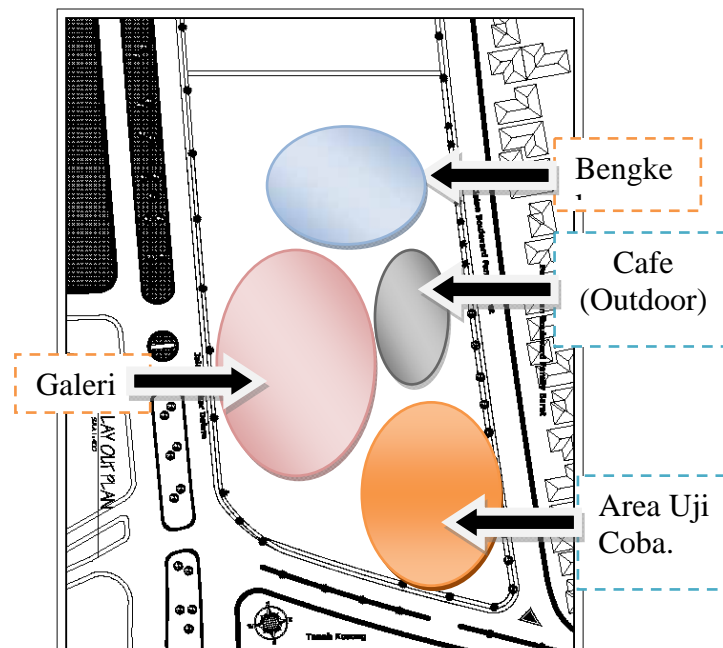 Bengke
Cafe
(Outdoor)
Galeri
LAY OUT PLAN
Area Uji
Coba.
Tanah Kosong